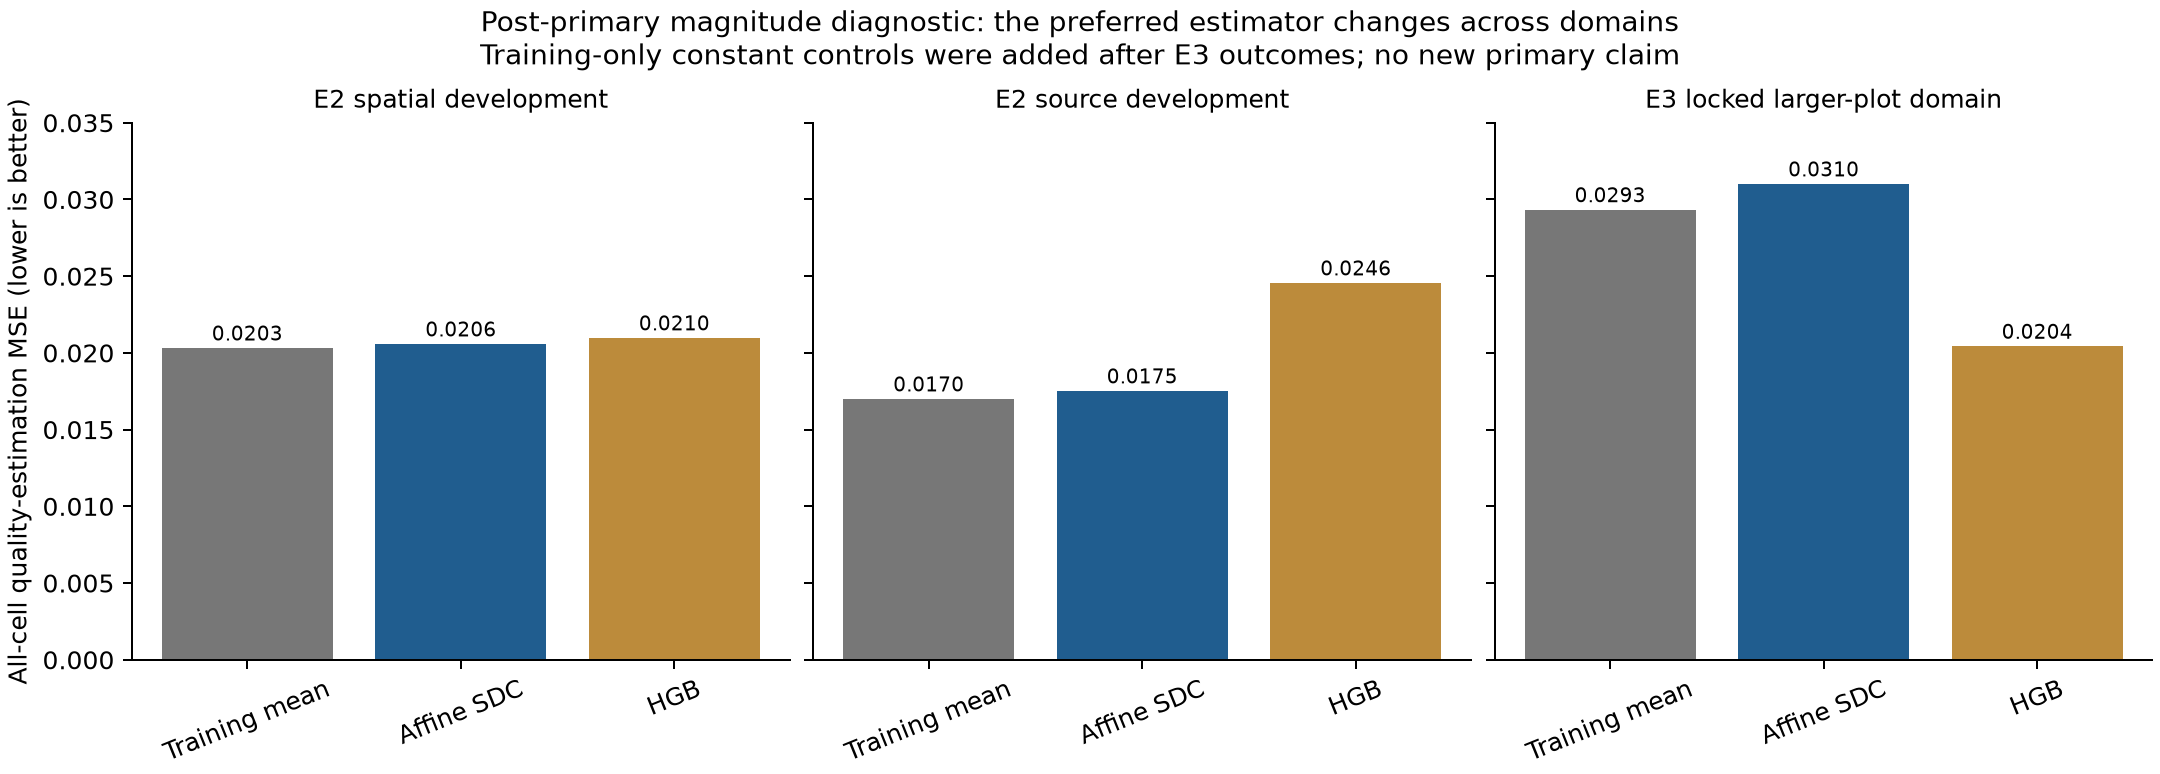 Post-primary magnitude diagnostic: the preferred estimator changes across domains
Training-only constant controls were added after E3 outcomes; no new primary claim
All-cell quality-estimation MSE (lower is better)
E2 spatial development
0.035
0.030
0.025
0.020
0.015
0.010
0.005
0.000
0.0203
0.0206
0.0210
Training mean
Affine SDC
HGB
E2 source development
0.0170
0.0175
0.0246
Training mean
Affine SDC
HGB
E3 locked larger-plot domain
0.0293
0.0310
0.0204
Training mean
Affine SDC
HGB